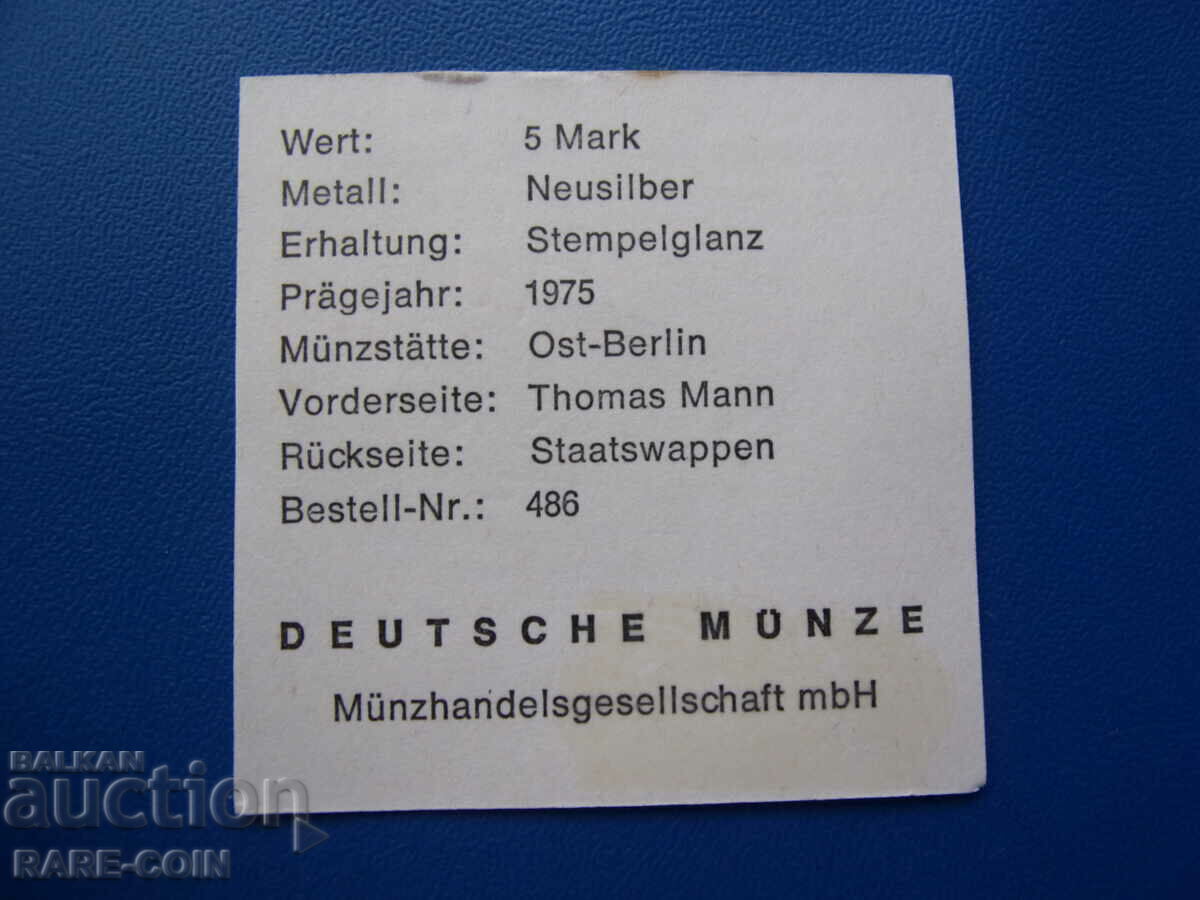 Wert: 5 Mark
Metall: Neusilber
Erhaltung: Stempelglanz
Prägejahr: 1975
Münzstätte: Ost-Berlin
Vorderseite: Thomas Mann
Rückseite: Staatswappen
Bestell-Nr.: 486
DEUTSCHE MÜNZE
Münzhandelsgesellschaft mbH
BALKAN
auction
RARE-COIN